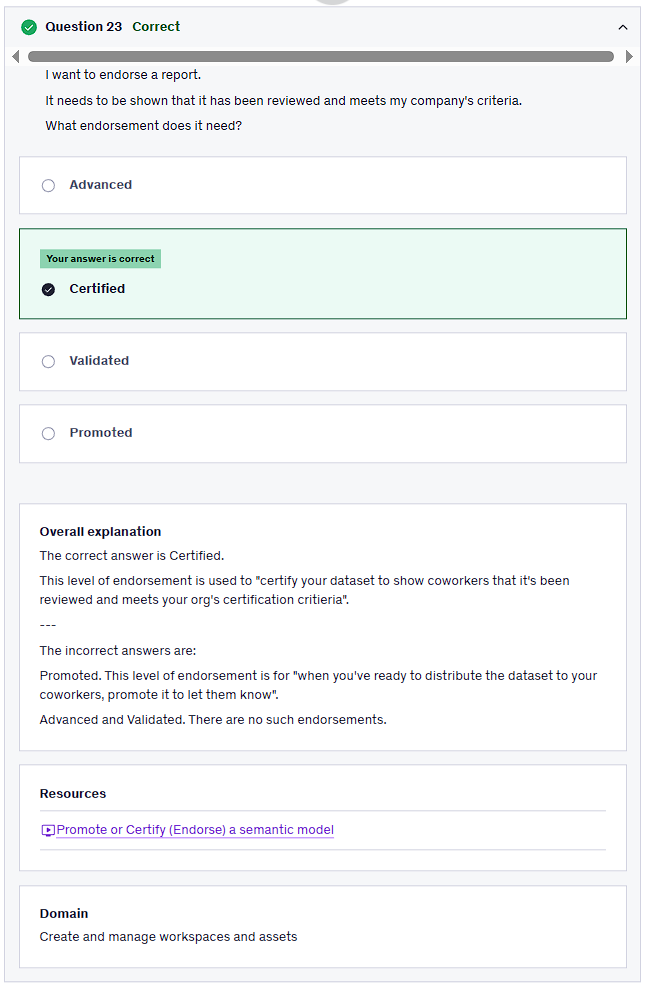 Question 23 Correct
I want to endorse a report.
It needs to be shown that it has been reviewed and meets my company's criteria.
What endorsement does it need?
Advanced
Your answer is correct
Certified
Validated
Promoted
Overall explanation
The correct answer is Certified.
This level of endorsement is used to "certify your dataset to show coworkers that it's been
reviewed and meets your org's certification critieria".
---
The incorrect answers are:
Promoted. This level of endorsement is for "when you've ready to distribute the dataset to your
coworkers, promote it to let them know".
Advanced and Validated. There are no such endorsements.
Resources
Promote or Certify (Endorse) a semantic model
Domain
Create and manage workspaces and assets